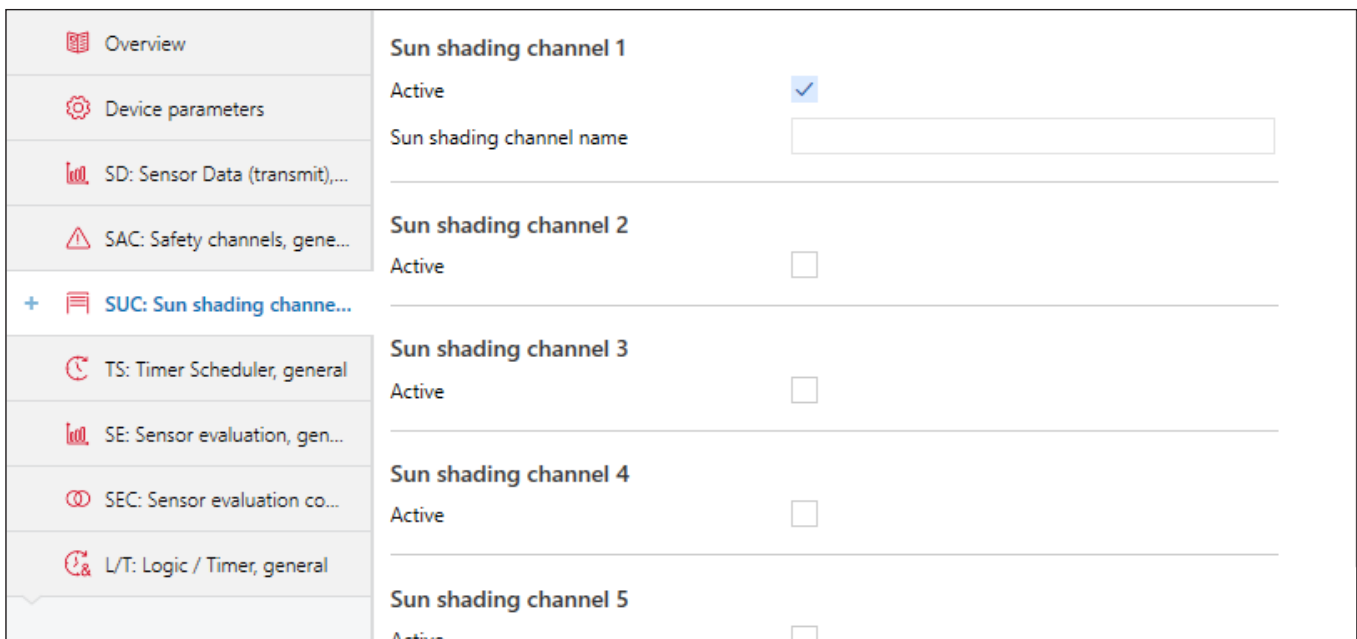 Overview
Device parameters
SD: Sensor Data (transmit),...
SAC: Safety channels, gene...
+ SUC: Sun shading channe...
TS: Timer Scheduler, general
SE: Sensor evaluation, gen...
SEC: Sensor evaluation co...
L/T: Logic / Timer, general
Sun shading channel 1
Active
Sun shading channel name
Sun shading channel 2
Active
Sun shading channel 3
Active
Sun shading channel 4
Active
Sun shading channel 5
Active